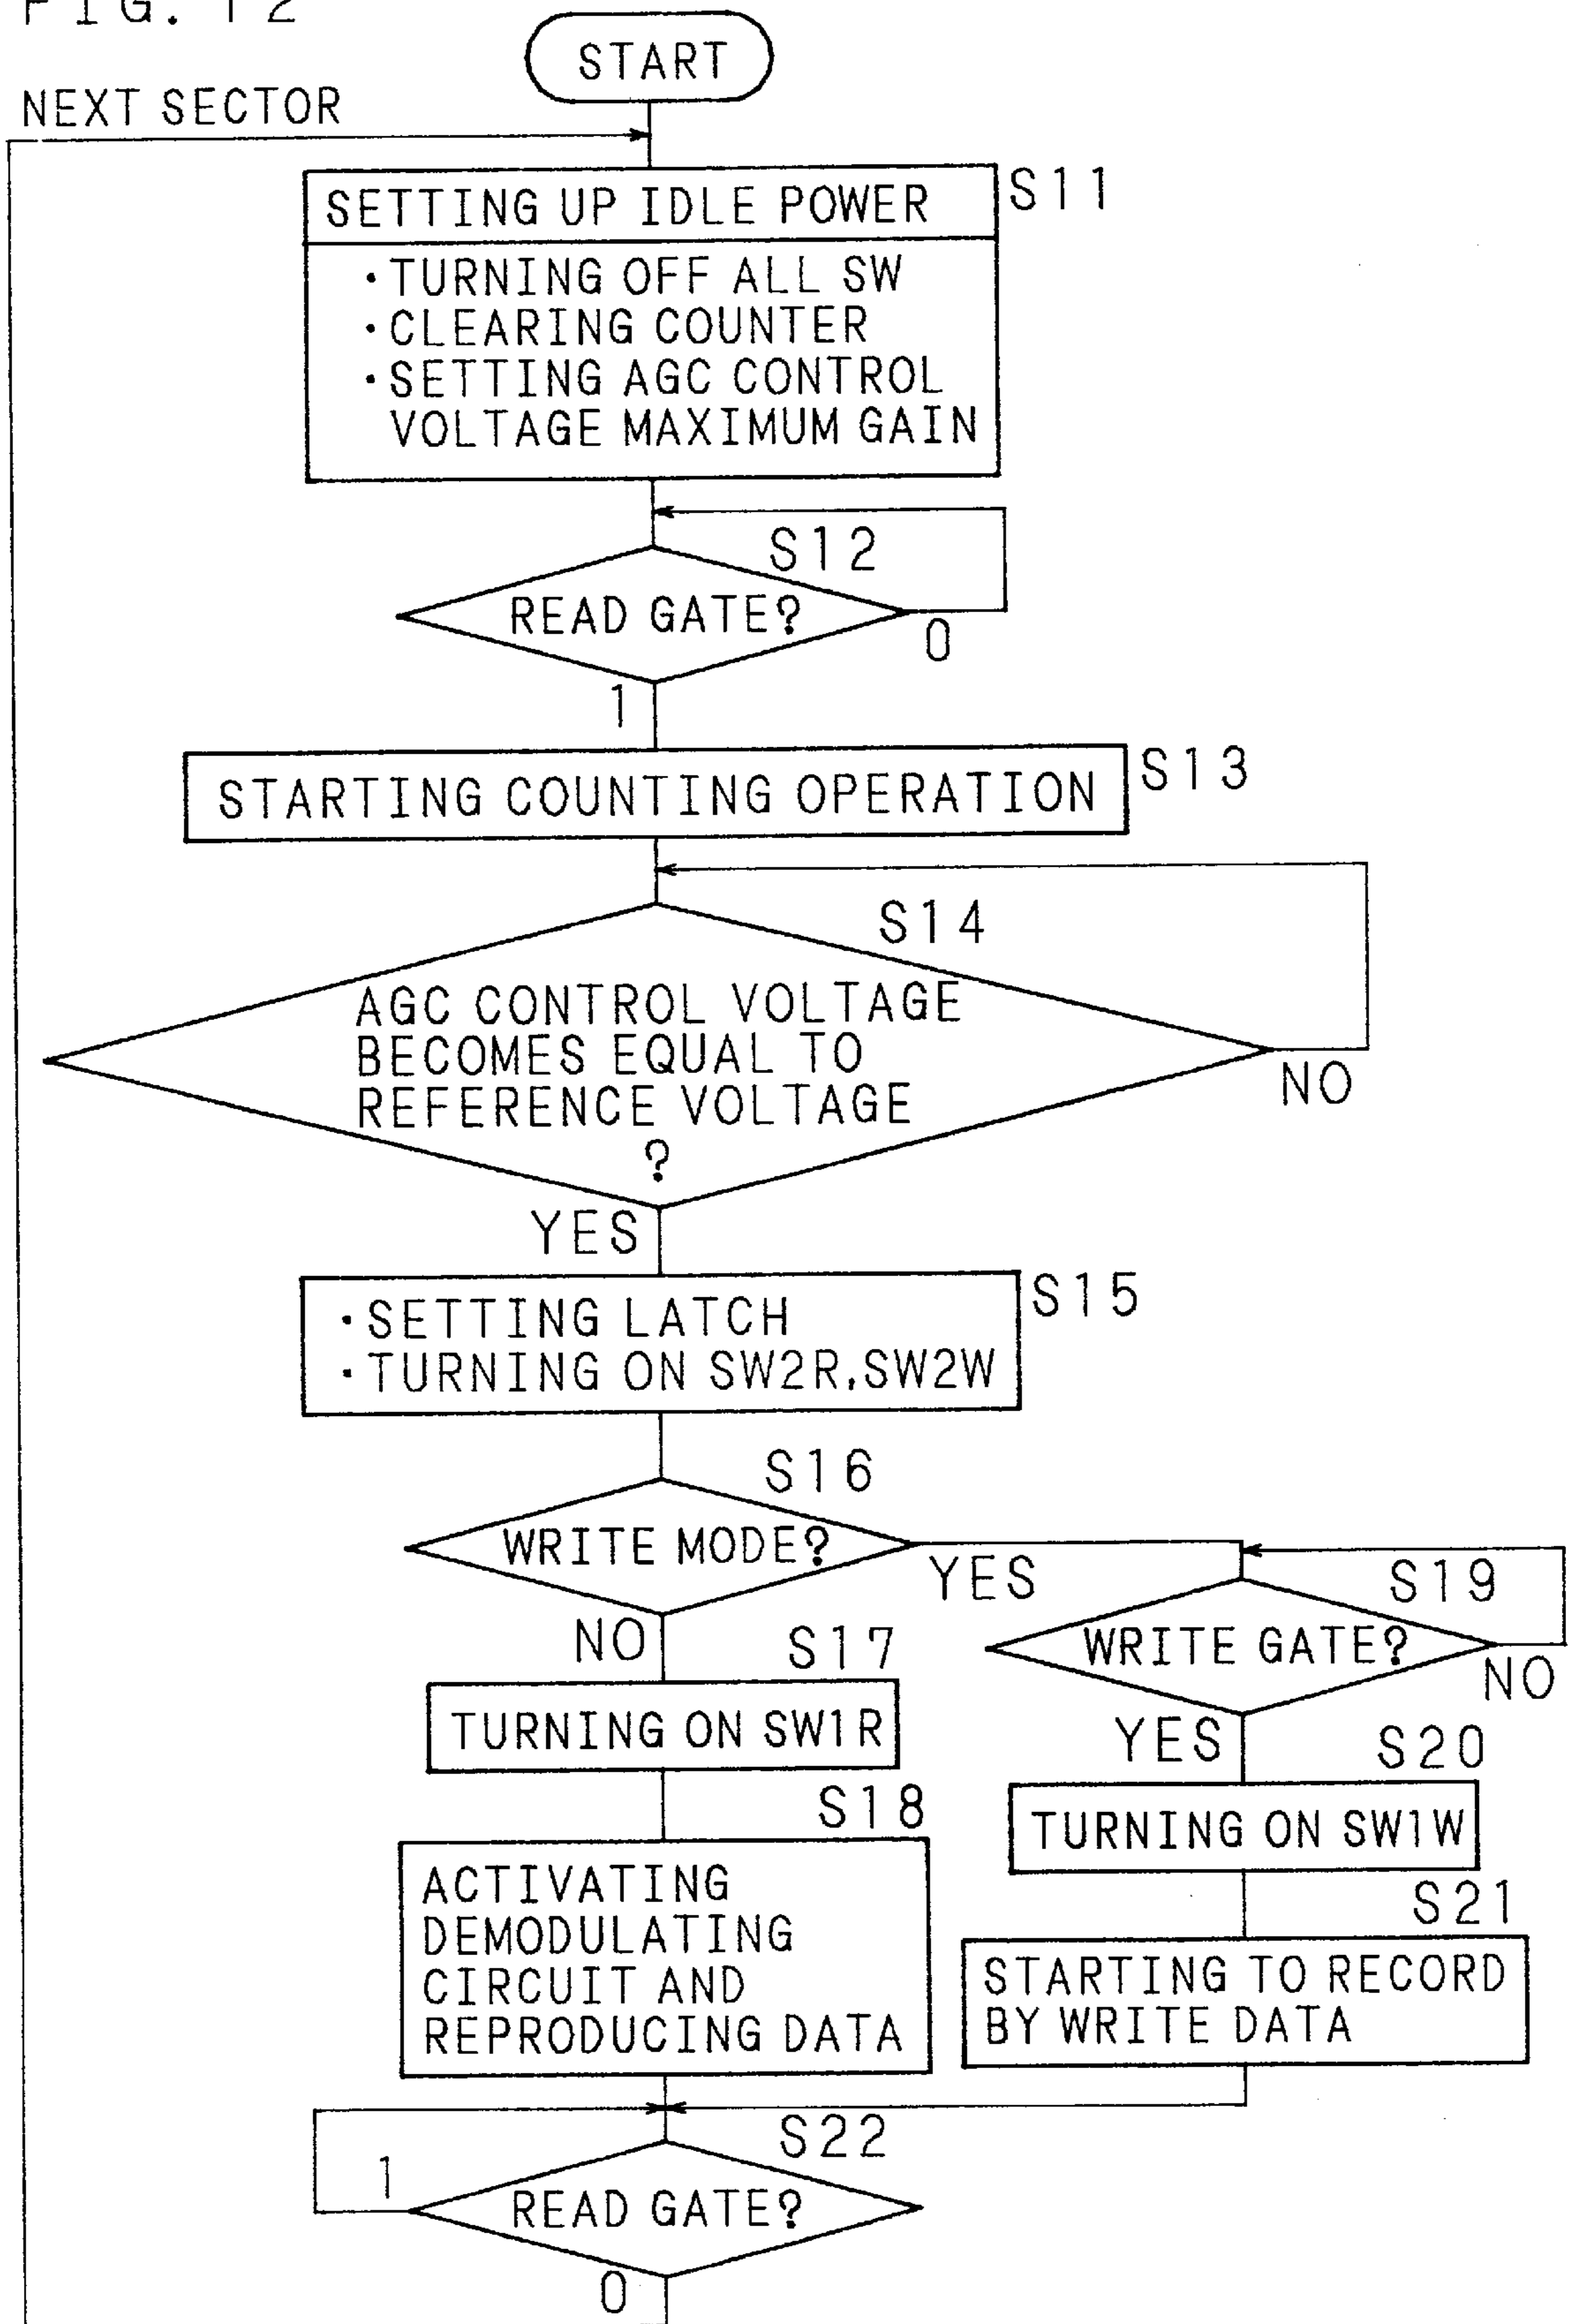 FIG. 12
START
NEXT SECTOR
S11
SETTING UP IDLE POWER
·TURNING OFF ALL SW
·CLEARING COUNTER
·SETTING AGC CONTROL
VOLTAGE MAXIMUM GAIN
S12
READ GATE?
0
1
STARTING COUNTING OPERATION
S13
S14
AGC CONTROL VOLTAGE
BECOMES EQUAL TO
REFERENCE VOLTAGE
?
NO
YES
·SETTING LATCH
·TURNING ON SW2R.SW2W
S15
S16
WRITE MODE?
YES
NO
S17
TURNING ON SW1R
S18
ACTIVATING
DEMODULATING
CIRCUIT AND
REPRODUCING DATA
S19
WRITE GATE?
NO
YES
S20
TURNING ON SW1W
S21
STARTING TO RECORD
BY WRITE DATA
S22
1
READ GATE?
0